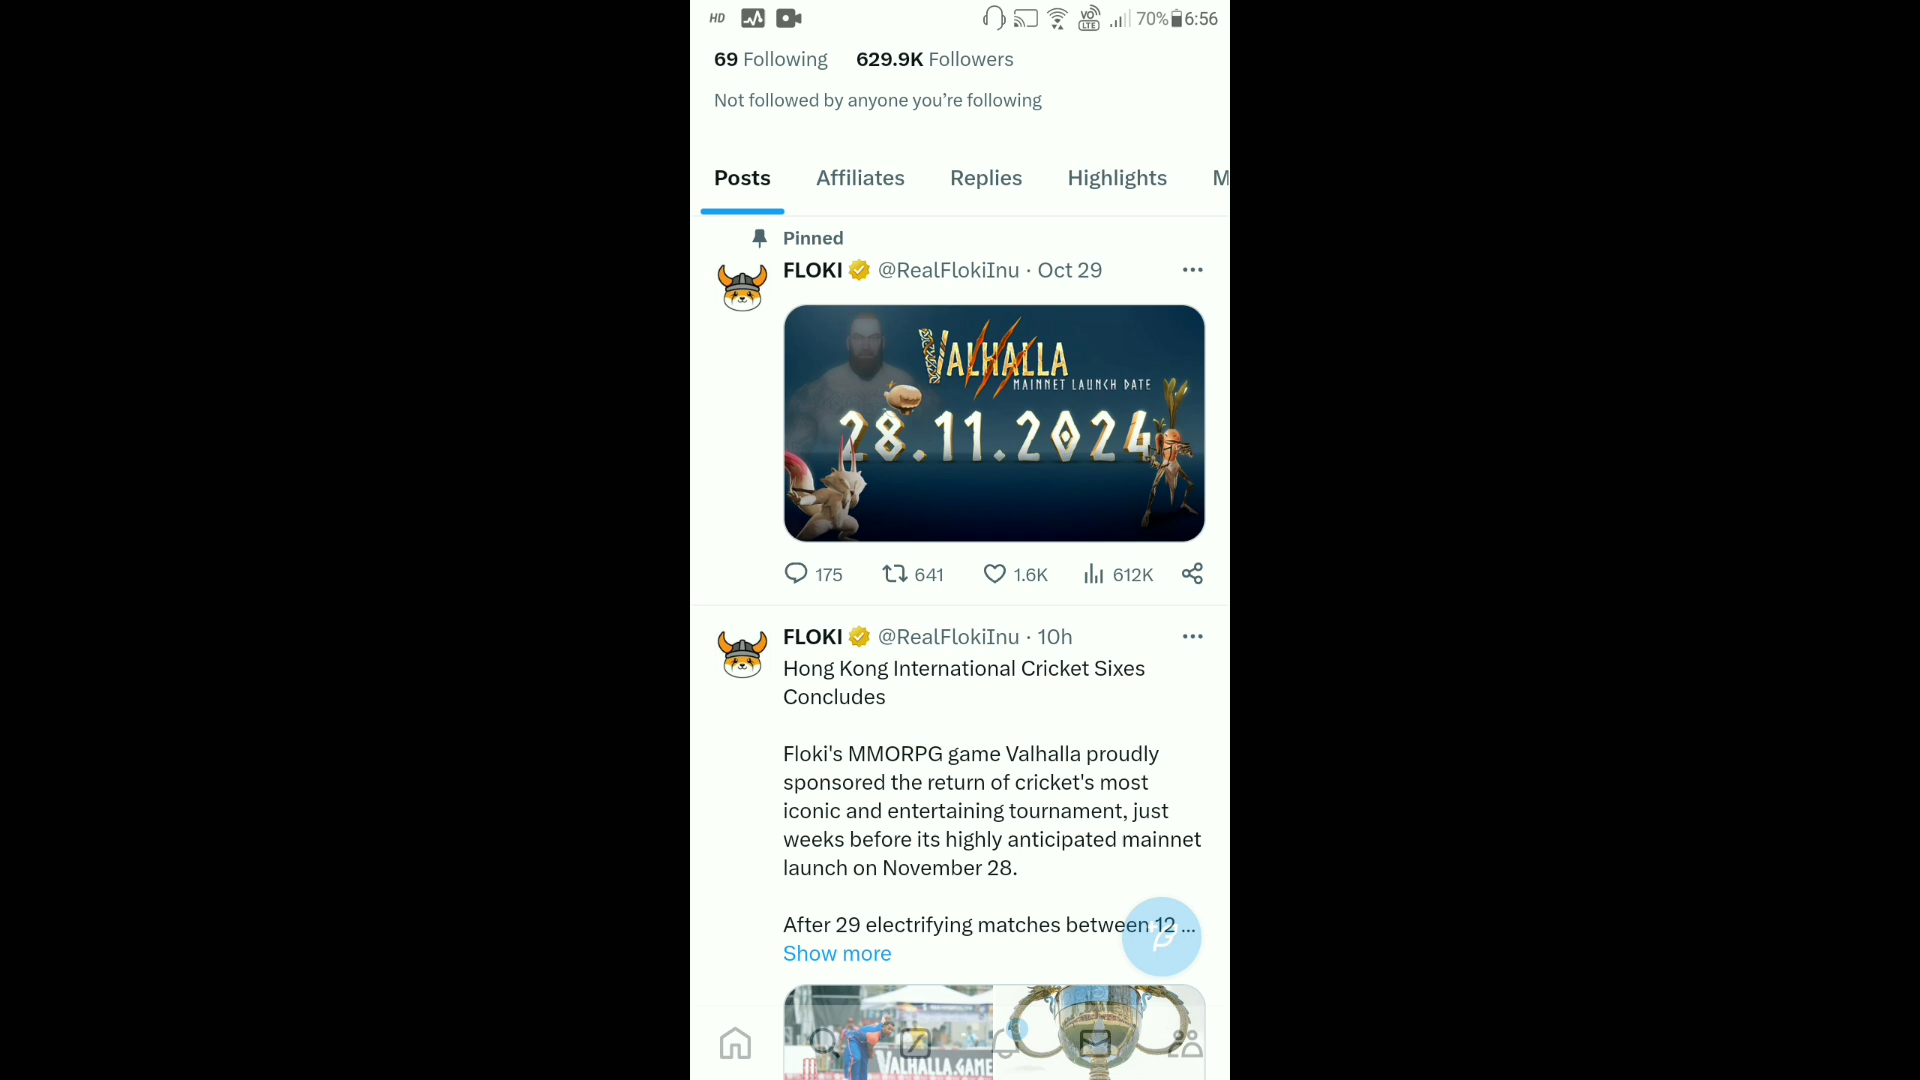 HD VO LTE 70% 6:56
69 Following 629.9K Followers
Not followed by anyone you're following
Posts Affiliates Replies Highlights M
Pinned
FLOKI @RealFlokiInu · Oct 29
VALHALLA
MAINNET LAUNCH DATE
28.11.2024
175 641 1.6K 612K
FLOKI @RealFlokiInu · 10h
Hong Kong International Cricket Sixes
Concludes
Floki's MMORPG game Valhalla proudly
sponsored the return of cricket's most
iconic and entertaining tournament, just
weeks before its highly anticipated mainnet
launch on November 28.
After 29 electrifying matches between 12 ...
Show more
VALHALLA.GAME